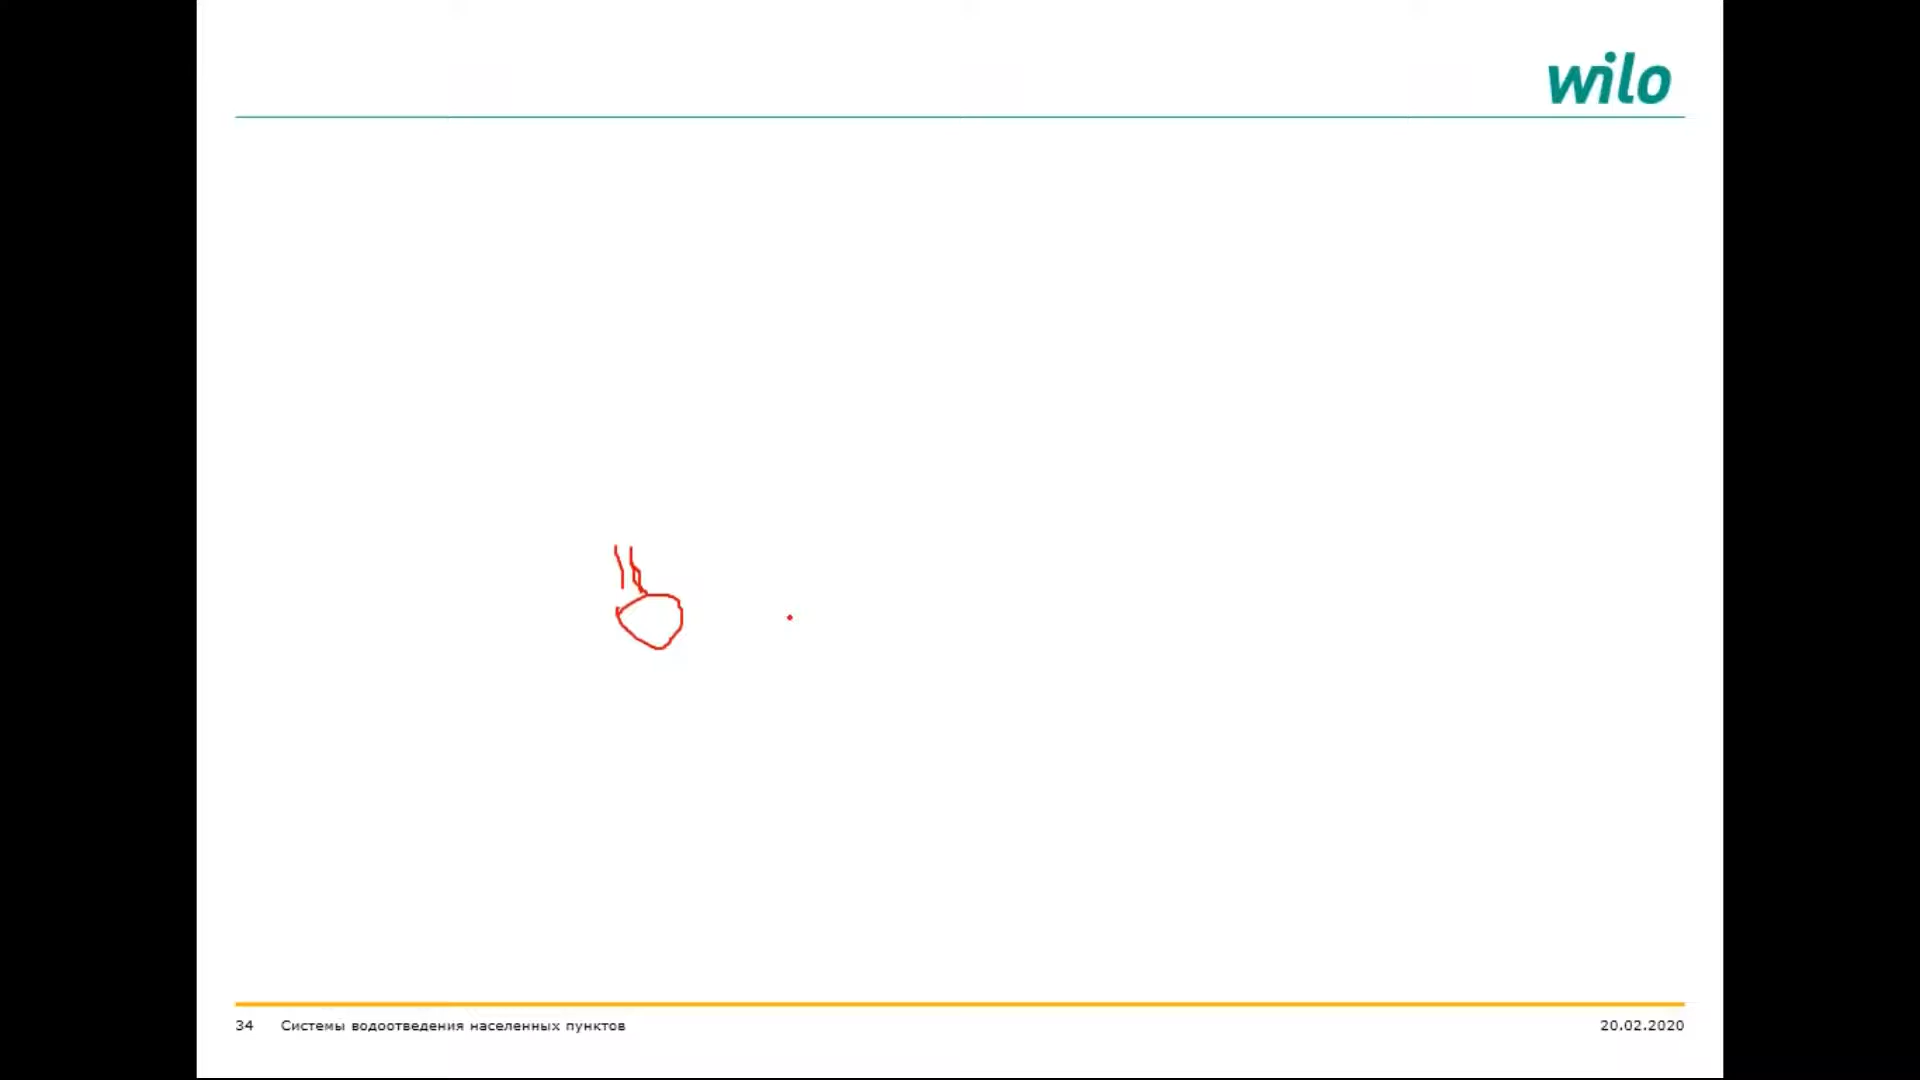 wilo
34 Системы водоотведения населенных пунктов 20.02.2020